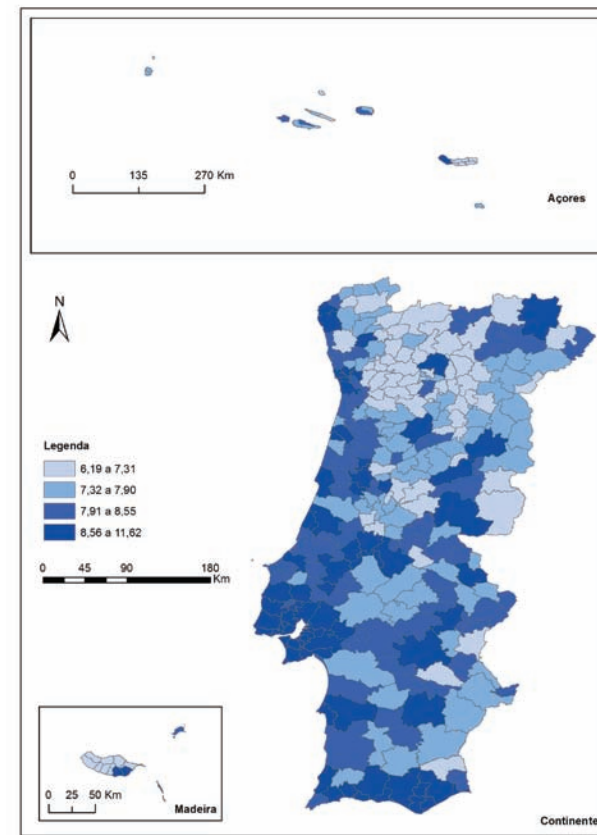 0 135 270 Km
Açores
N
Legenda
6,19 a 7,31
7,32 a 7,90
7,91 a 8,55
8,56 a 11,62
0 45 90 180
Km
0 25 50 Km
Madeira
Continente